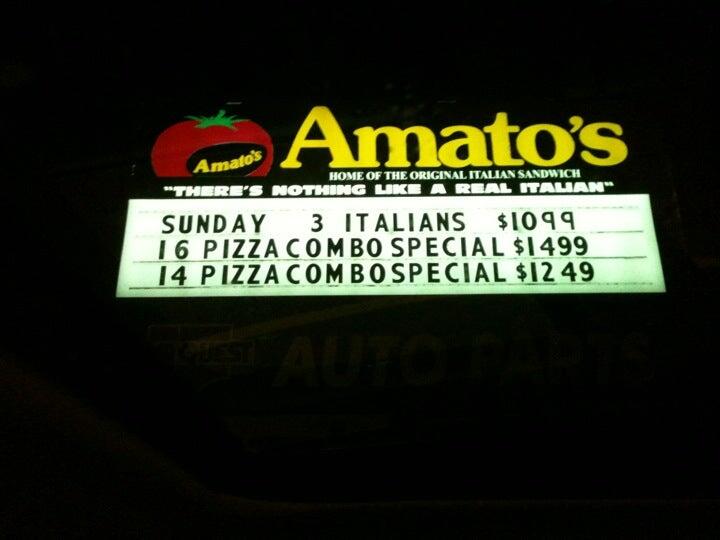 Amato's
Amato's
HOME OF THE ORIGINAL ITALIAN SANDWICH
"THERE'S NOTHING LIKE A REAL ITALIAN"
SUNDAY 3 ITALIANS $1099
16 PIZZA COMBO SPECIAL $1499
14 PIZZA COMBO SPECIAL $1249
QUEST AUTO PARTS